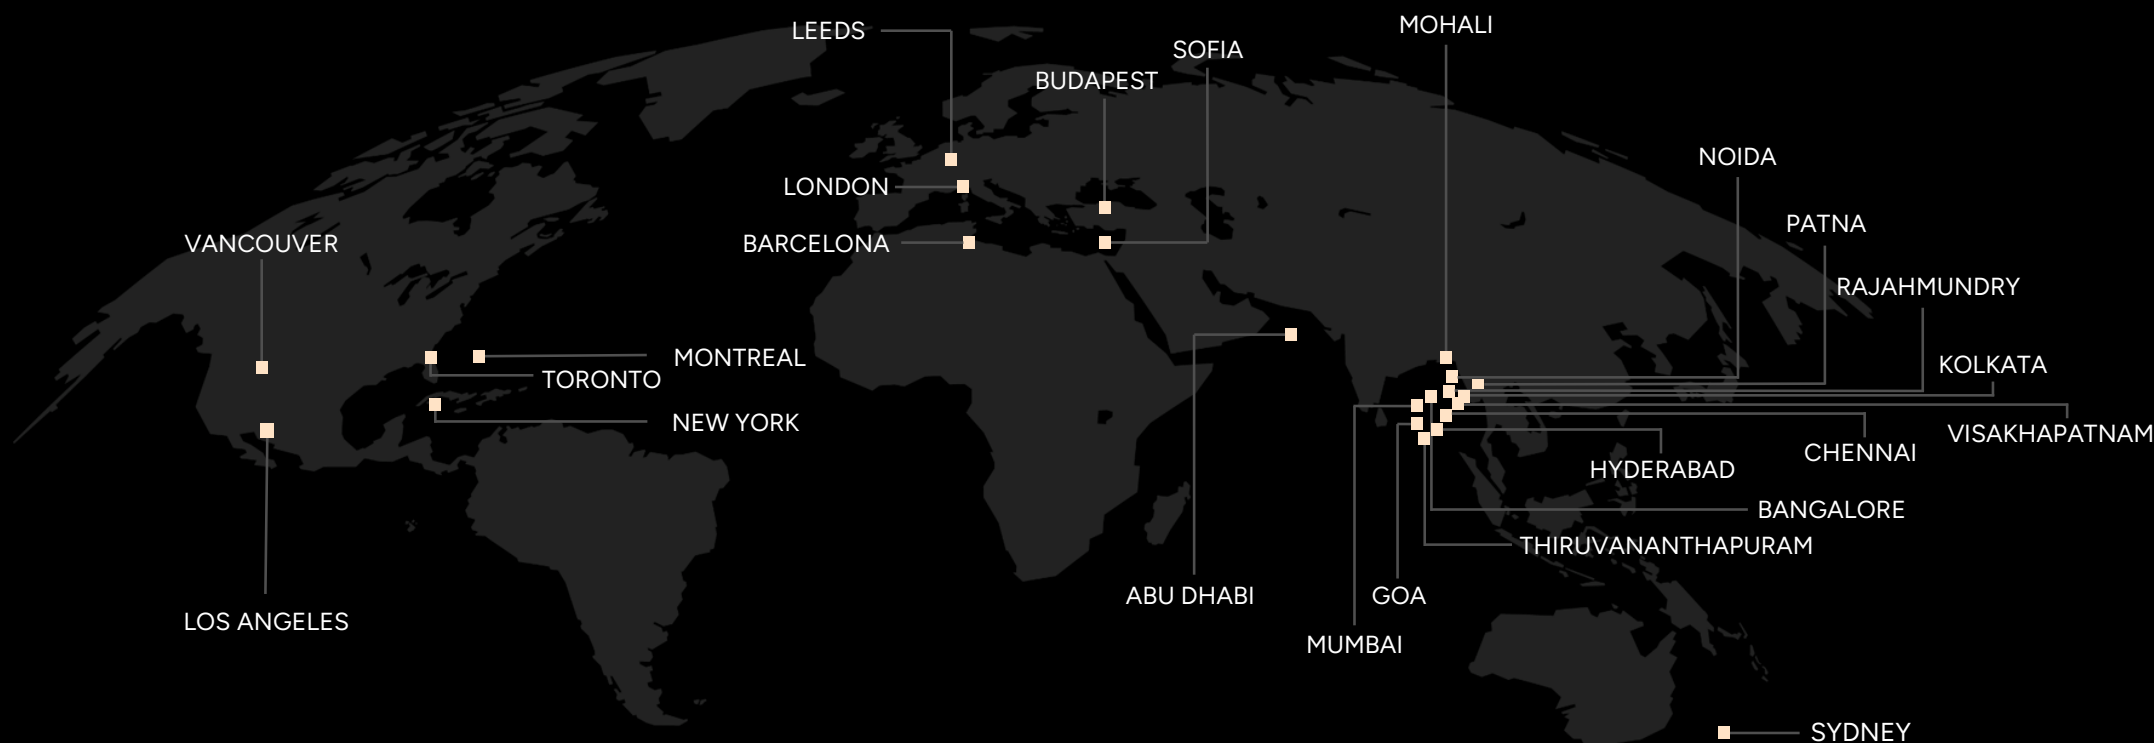 MOHALI
LEEDS
SOFIA
BUDAPEST
NOIDA
LONDON
PATNA
VANCOUVER
BARCELONA
RAJAHMUNDRY
MONTREAL
KOLKATA
TORONTO
NEW YORK
VISAKHAPATNAM
CHENNAI
HYDERABAD
BANGALORE
THIRUVANANTHAPURAM
ABU DHABI
GOA
LOS ANGELES
MUMBAI
SYDNEY